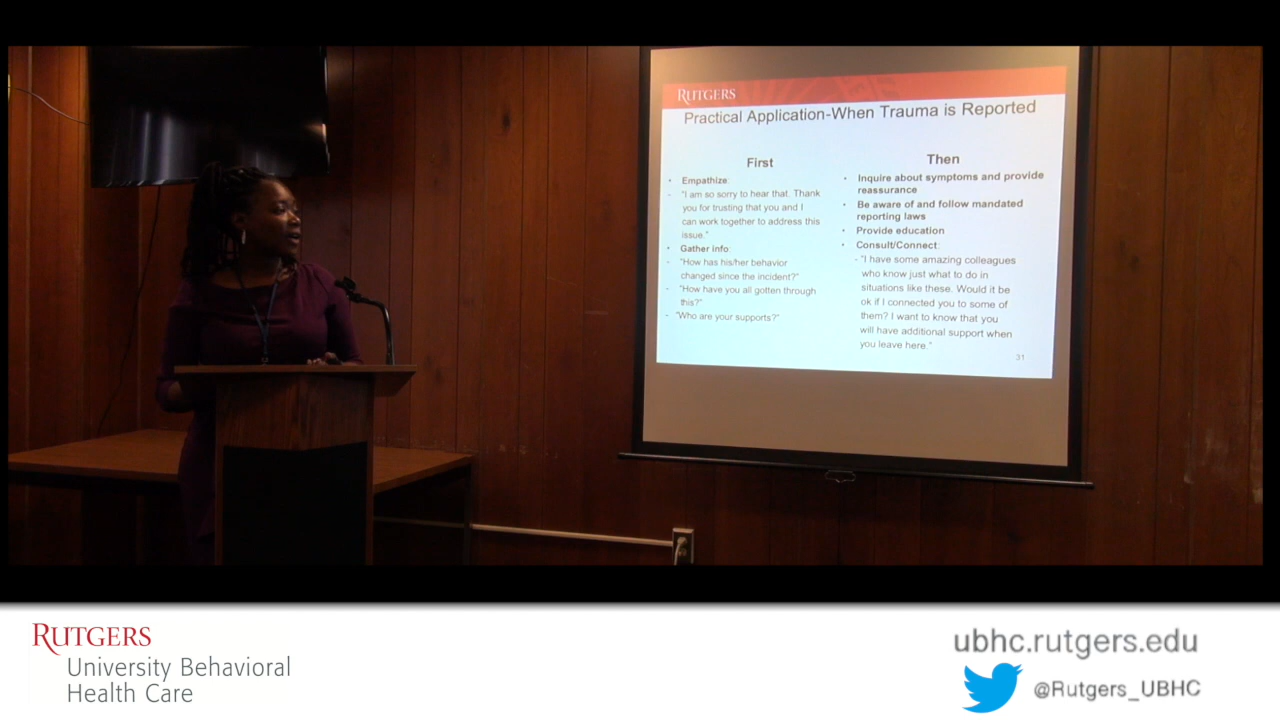 RUTGERS
Practical Application-When Trauma is Reported
First
• Empathize:
- "I am so sorry to hear that. Thank
you for trusting that you and I
can work together to address this
issue."
• Gather info:
- "How has his/her behavior
changed since the incident?"
- "How have you all gotten through
this?"
- "Who are your supports?"
Then
• Inquire about symptoms and provide
reassurance
• Be aware of and follow mandated
reporting laws
• Provide education
• Consult/Connect:
- "I have some amazing colleagues
who know just what to do in
situations like these. Would it be
ok if I connected you to some of
them? I want to know that you
will have additional support when
you leave here."
31
RUTGERS
University Behavioral
Health Care
ubhc.rutgers.edu
@Rutgers_UBHC